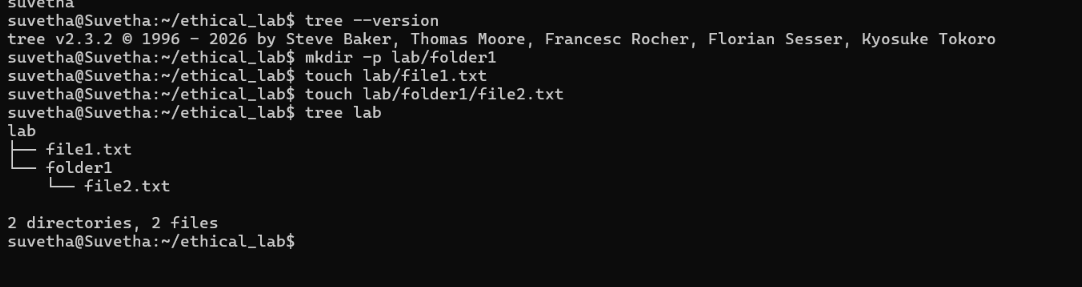 suvetha
suvetha@Suvetha:~/ethical_lab$ tree --version
tree v2.3.2 © 1996 - 2026 by Steve Baker, Thomas Moore, Francesc Rocher, Florian Sesser, Kyosuke Tokoro
suvetha@Suvetha:~/ethical_lab$ mkdir -p lab/folder1
suvetha@Suvetha:~/ethical_lab$ touch lab/file1.txt
suvetha@Suvetha:~/ethical_lab$ touch lab/folder1/file2.txt
suvetha@Suvetha:~/ethical_lab$ tree lab
lab
├── file1.txt
└── folder1
    └── file2.txt

2 directories, 2 files
suvetha@Suvetha:~/ethical_lab$